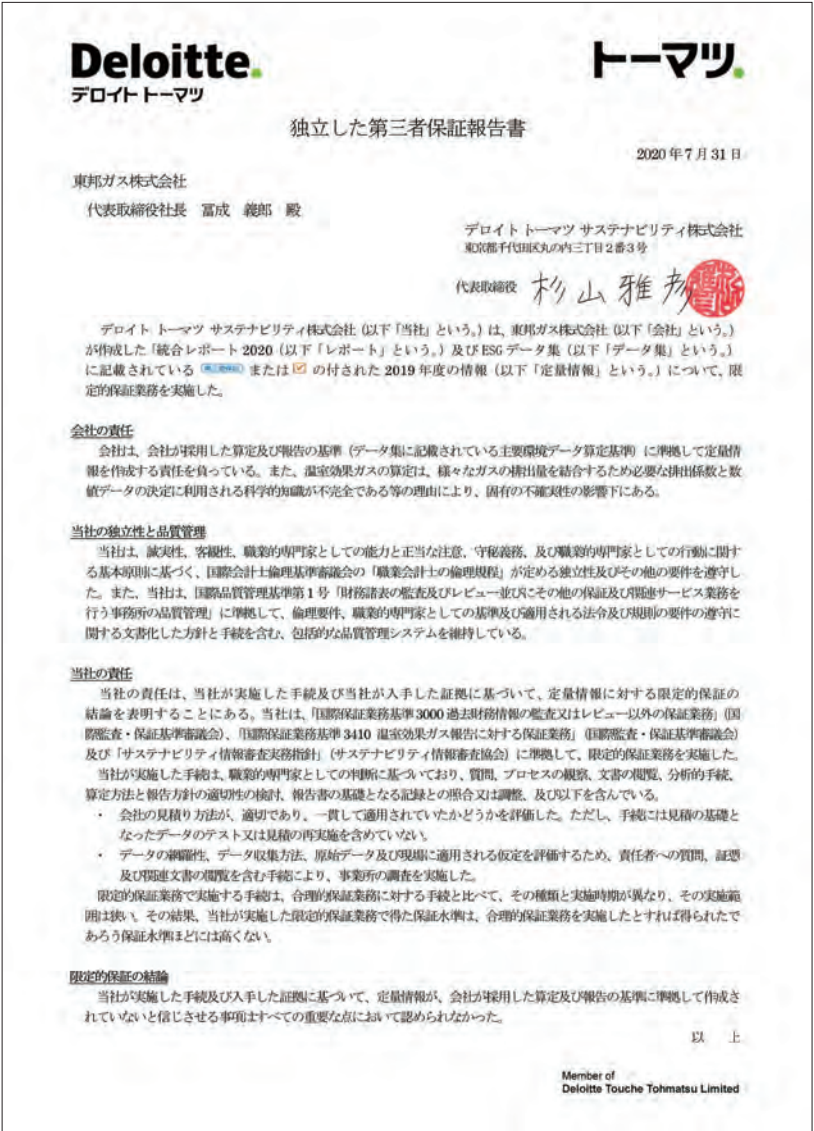 Deloitte.
デロイト トーマツ
トーマツ.
独立した第三者保証報告書
2020年7月31日
東邦ガス株式会社
代表取締役社長 冨成 義郎 殿
デロイト トーマツ サステナビリティ株式会社
東京都千代田区丸の内三丁目2番3号
代表取締役 杉山雅彦
デロイト トーマツ サステナビリティ株式会社(以下「当社」という。)は、東邦ガス株式会社(以下「会社」という。)
が作成した「統合レポート2020(以下「レポート」という。)及びESGデータ集(以下「データ集」という。)
に記載されている または の付された2019年度の情報(以下「定量情報」という。)について、限
定的保証業務を実施した。
会社の責任
会社は、会社が採用した算定及び報告の基準(データ集に記載されている主要環境データ算定基準)に準拠して定量情
報を作成する責任を負っている。また、温室効果ガスの算定は、様々なガスの排出量を結合するため必要な排出係数と数
値データの決定に利用される科学的知識が不完全である等の理由により、固有の不確実性の影響下にある。
当社の独立性と品質管理
当社は、誠実性、客観性、職業的専門家としての能力と正当な注意、守秘義務、及び職業的専門家としての行動に関す
る基本原則に基づく、国際会計士倫理基準審議会の「職業会計士の倫理規程」が定める独立性及びその他の要件を遵守し
た。また、当社は、国際品質管理基準第1号「財務諸表の監査及びレビュー並びにその他の保証及び関連サービス業務を
行う事務所の品質管理」に準拠して、倫理要件、職業的専門家としての基準及び適用される法令及び規則の要件の遵守に
関する文書化した方針と手続を含む、包括的な品質管理システムを維持している。
当社の責任
当社の責任は、当社が実施した手続及び当社が入手した証拠に基づいて、定量情報に対する限定的保証の
結論を表明することにある。当社は、「国際保証業務基準3000 過去財務情報の監査又はレビュー以外の保証業務」(国
際監査・保証基準審議会)、「国際保証業務基準3410 温室効果ガス報告に対する保証業務」(国際監査・保証基準審議会)
及び「サステナビリティ情報審査実務指針」(サステナビリティ情報審査協会)に準拠して、限定的保証業務を実施した。
当社が実施した手続は、職業的専門家としての判断に基づいており、質問、プロセスの観察、文書の閲覧、分析的手続、
算定方法と報告方針の適切性の検討、報告書の基礎となる記録との照合又は調整、及び以下を含んでいる。
・ 会社の見積り方法が、適切であり、一貫して適用されていたかどうかを評価した。ただし、手続には見積の基礎と
なったデータのテスト又は見積の再実施を含めていない。
・ データの網羅性、データ収集方法、原始データ及び現場に適用される仮定を評価するため、責任者への質問、証憑
及び関連文書の閲覧を含む手続により、事業所の調査を実施した。
限定的保証業務で実施する手続は、合理的保証業務に対する手続と比べて、その種類と実施時期が異なり、その実施範
囲は狭い。その結果、当社が実施した限定的保証業務で得た保証水準は、合理的保証業務を実施したとすれば得られたで
あろう保証水準ほどには高くない。
限定的保証の結論
当社が実施した手続及び入手した証拠に基づいて、定量情報が、会社が採用した算定及び報告の基準に準拠して作成さ
れていないと信じさせる事項はすべての重要な点において認められなかった。
以 上
Member of
Deloitte Touche Tohmatsu Limited